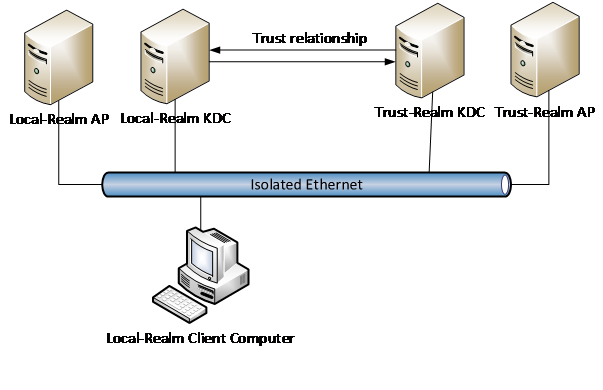 Trust relationship
Local-Realm AP
Local-Realm KDC
Trust-Realm KDC
Trust-Realm AP
Isolated Ethernet
Local-Realm Client Computer